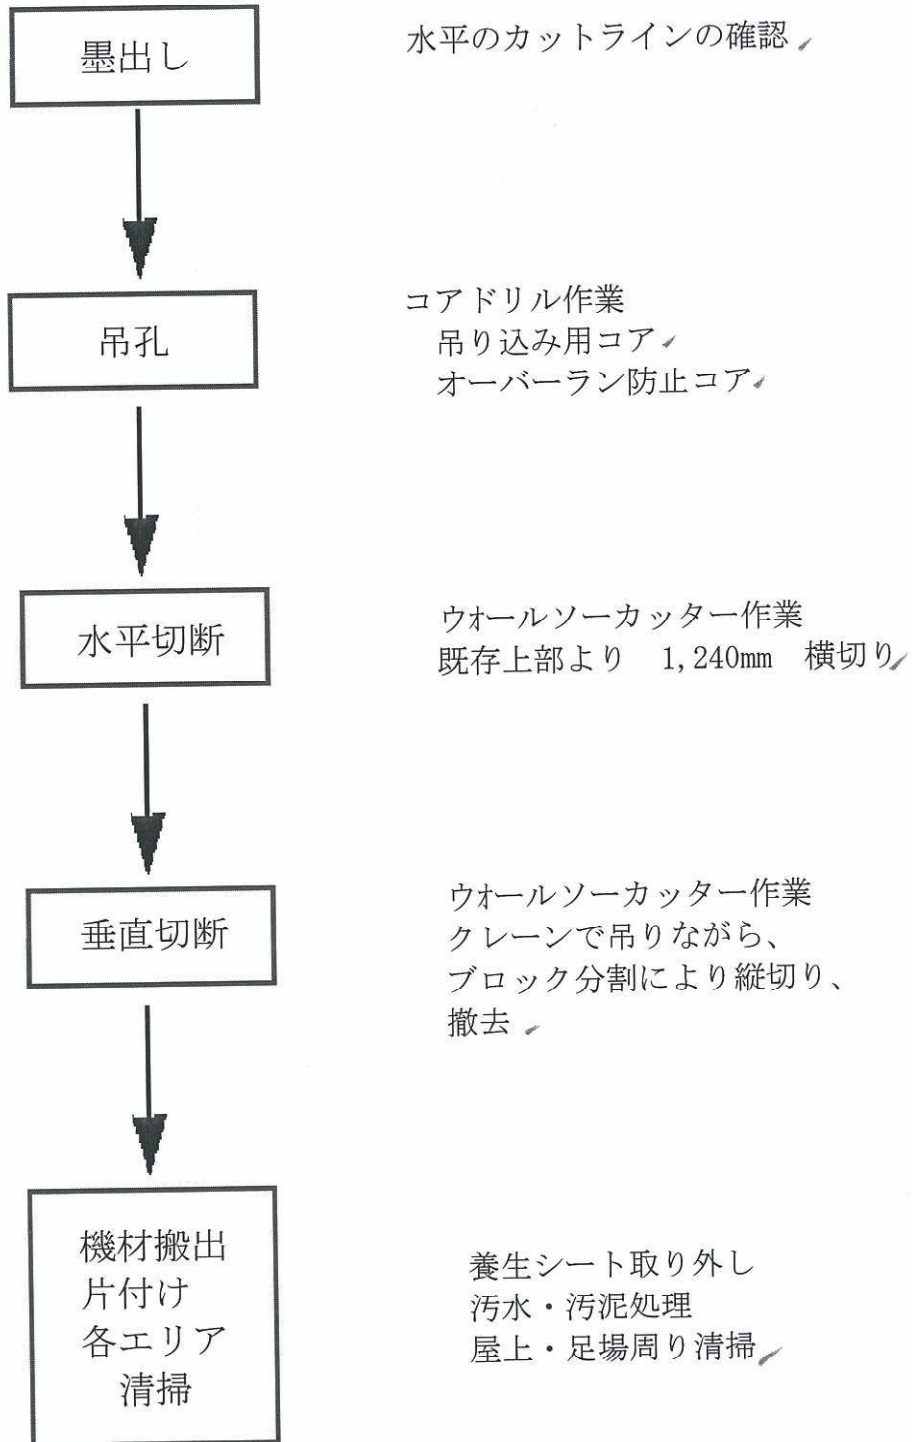 墨出し
水平のカットラインの確認
吊孔
コアドリル作業
吊り込み用コア
オーバーラン防止コア
水平切断
ウオールソーカッター作業
既存上部より 1,240mm 横切り
垂直切断
ウオールソーカッター作業
クレーンで吊りながら、
ブロック分割により縦切り、
撤去
機材搬出
片付け
各エリア
清掃
養生シート取り外し
汚水・汚泥処理
屋上・足場周り清掃